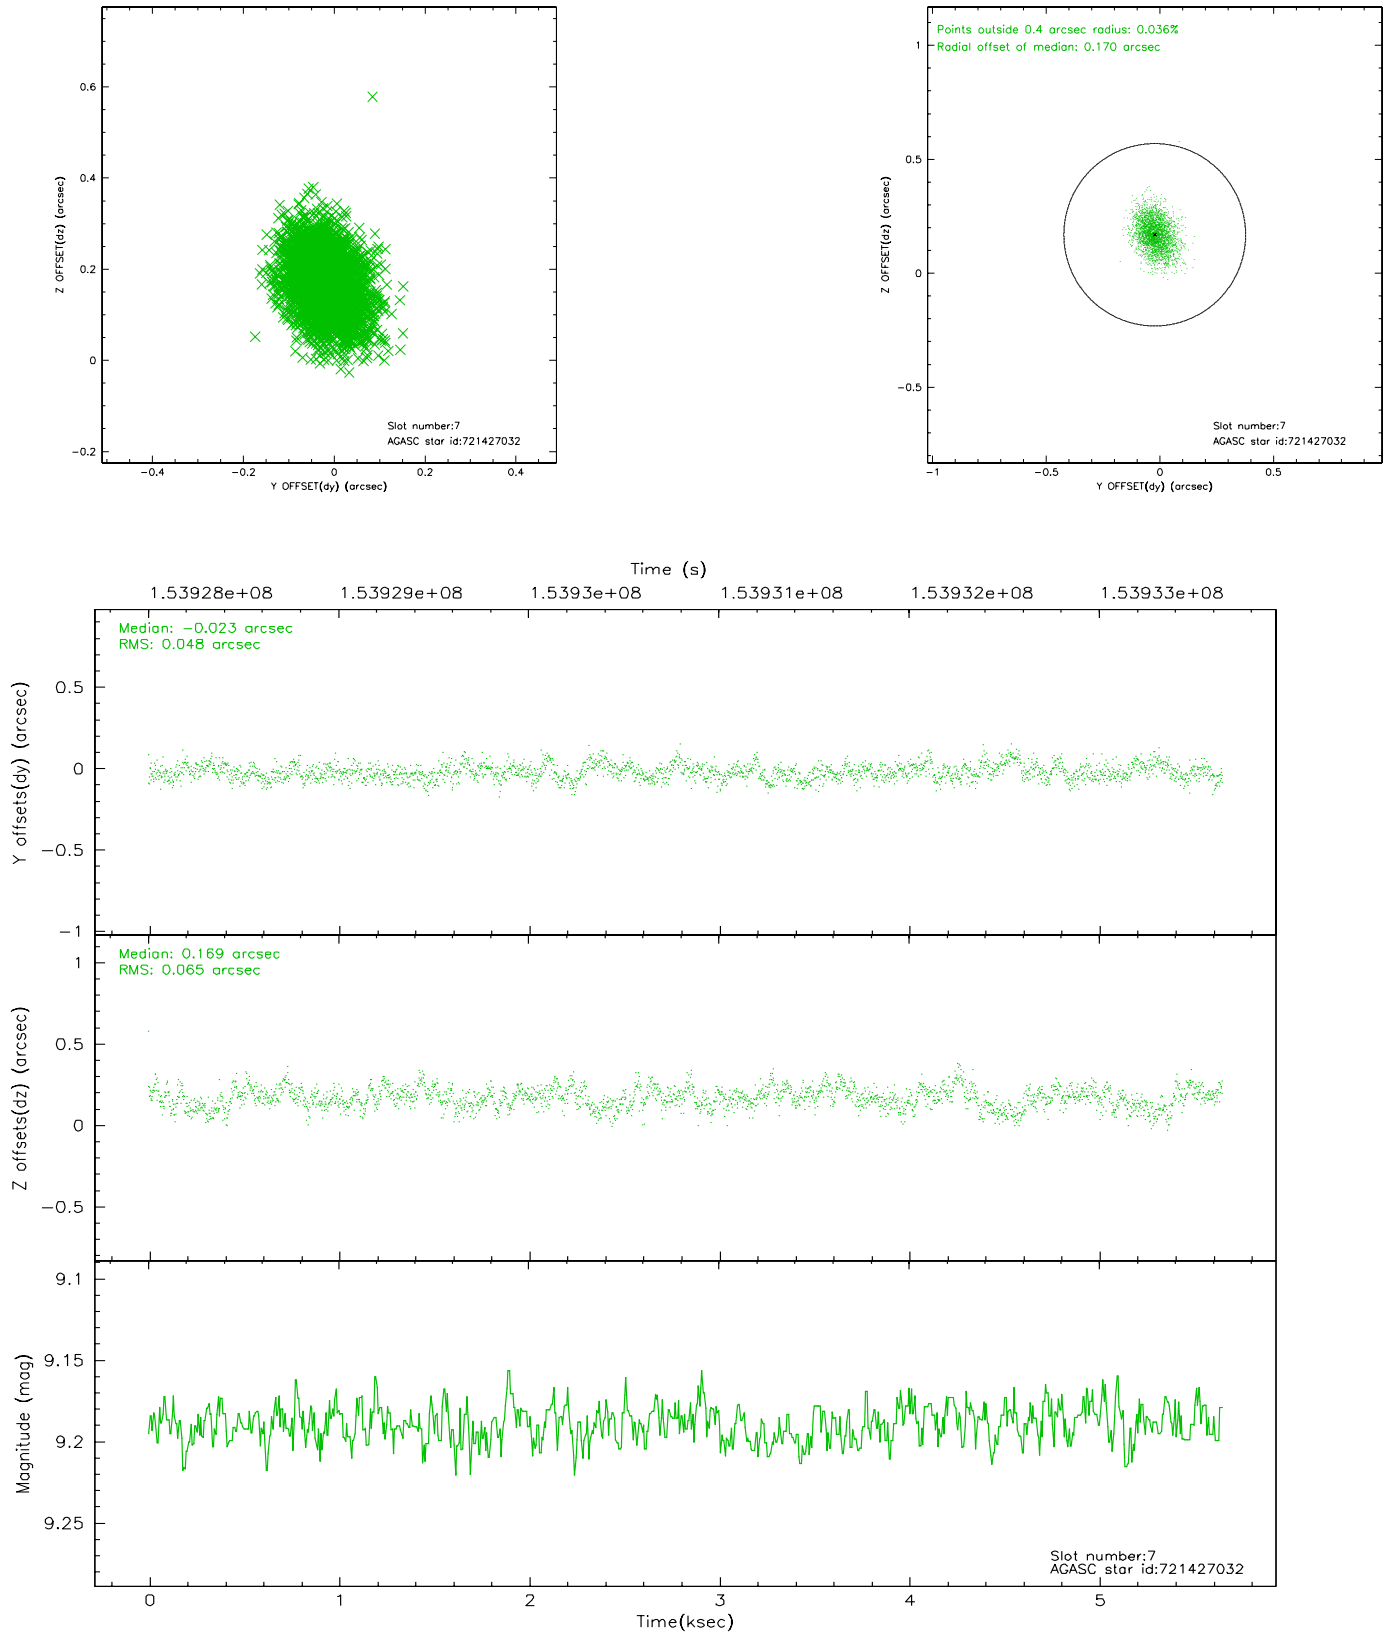 0.6
0.4
0.2
0
−0.2
Z OFFSET(dz) (arcsec)
Slot number:7
AGASC star id:721427032
−0.4 −0.2 0 0.2 0.4
Y OFFSET(dy) (arcsec)
Points outside 0.4 arcsec radius: 0.036%
Radial offset of median: 0.170 arcsec
1
0.5
0
−0.5
Z OFFSET(dz) (arcsec)
Slot number:7
AGASC star id:721427032
−1 −0.5 0 0.5
Y OFFSET(dy) (arcsec)
Time (s)
1.53928e+08 1.53929e+08 1.5393e+08 1.53931e+08 1.53932e+08 1.53933e+08
Median: −0.023 arcsec
RMS: 0.048 arcsec
0.5
0
−0.5
−1
Y offsets(dy) (arcsec)
Median: 0.169 arcsec
RMS: 0.065 arcsec
1
0.5
0
−0.5
Z offsets(dz) (arcsec)
9.1
9.15
9.2
9.25
Magnitude (mag)
Slot number:7
AGASC star id:721427032
0 1 2 3 4 5
Time(ksec)